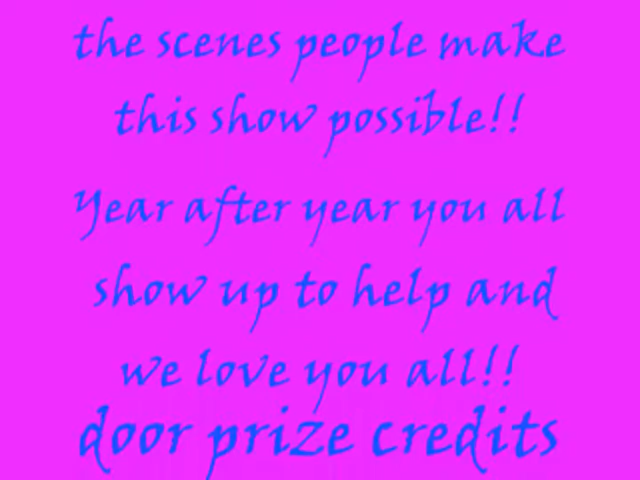 the scenes people make
this show possible!!
Year after year you all
show up to help and
we love you all!!
door prize credits